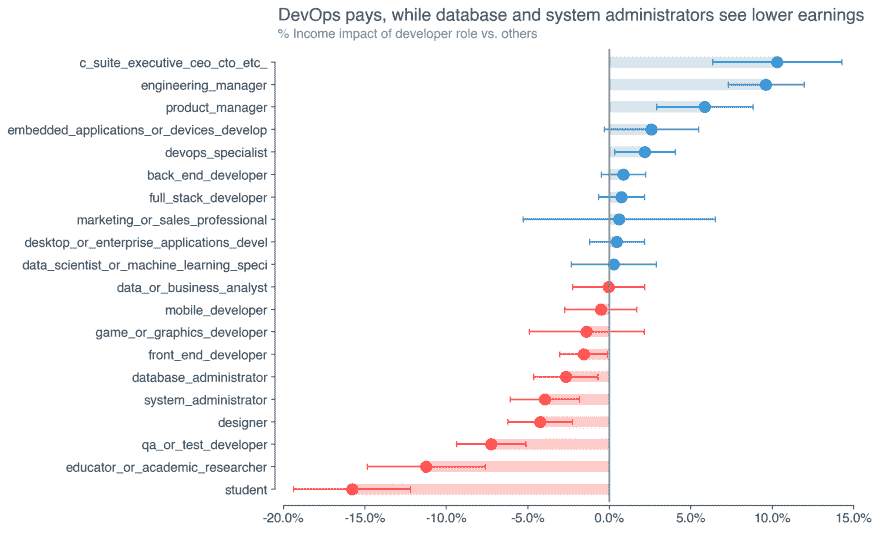 DevOps pays, while database and system administrators see lower earnings
% Income impact of developer role vs. others
c_suite_executive_ceo_cto_etc_
engineering_manager
product_manager
embedded_applications_or_devices_develop
devops_specialist
back_end_developer
full_stack_developer
marketing_or_sales_professional
desktop_or_enterprise_applications_devel
data_scientist_or_machine_learning_speci
data_or_business_analyst
mobile_developer
game_or_graphics_developer
front_end_developer
database_administrator
system_administrator
designer
qa_or_test_developer
educator_or_academic_researcher
student
-20.0% -15.0% -10.0% -5.0% 0.0% 5.0% 10.0% 15.0%